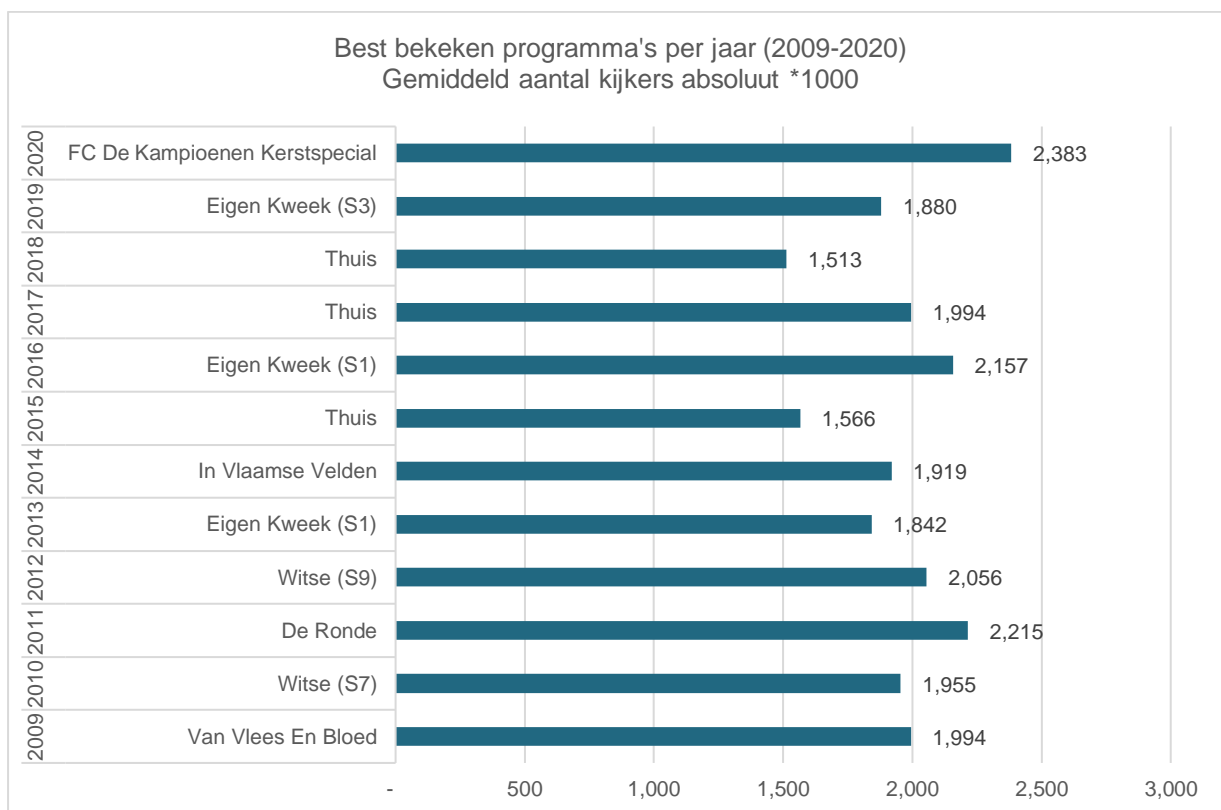 Best bekeken programma's per jaar (2009-2020)
Gemiddeld aantal kijkers absoluut *1000
2020 FC De Kampioenen Kerstspecial 2,383
2019 Eigen Kweek (S3) 1,880
2018 Thuis 1,513
2017 Thuis 1,994
2016 Eigen Kweek (S1) 2,157
2015 Thuis 1,566
2014 In Vlaamse Velden 1,919
2013 Eigen Kweek (S1) 1,842
2012 Witse (S9) 2,056
2011 De Ronde 2,215
2010 Witse (S7) 1,955
2009 Van Vlees En Bloed 1,994
- 500 1,000 1,500 2,000 2,500 3,000